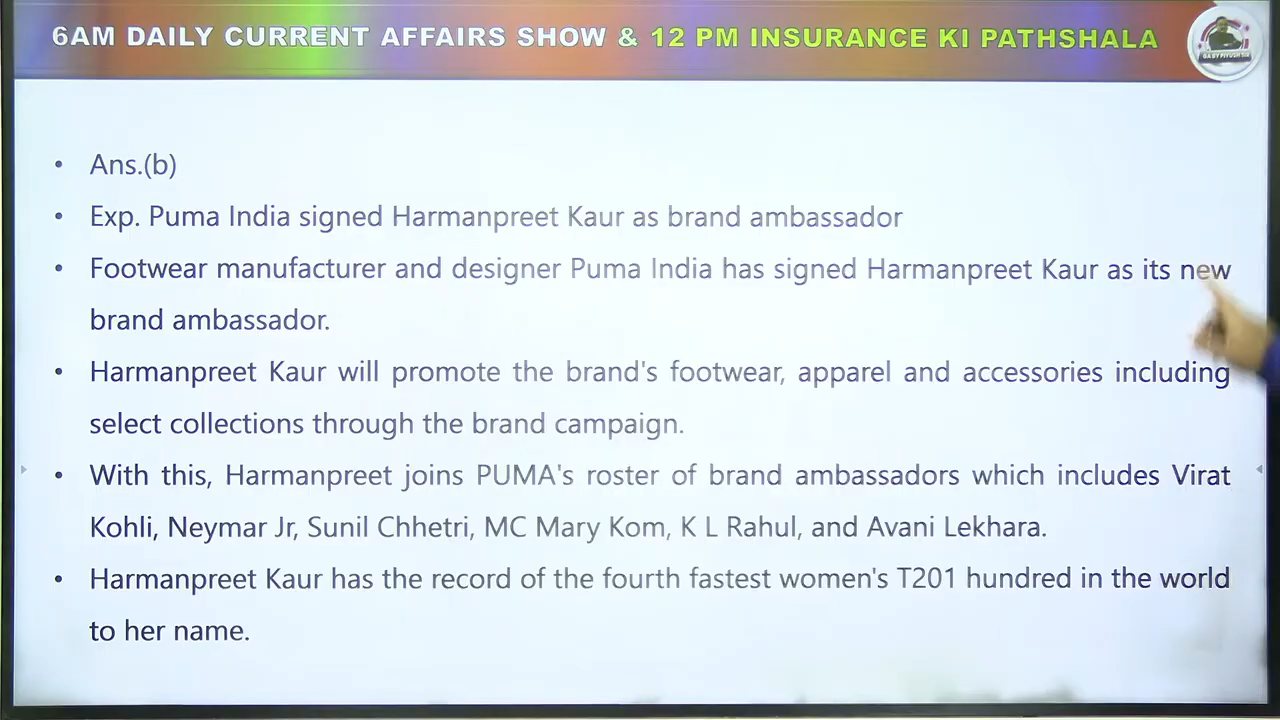 6AM DAILY CURRENT AFFAIRS SHOW & 12 PM INSURANCE KI PATHSHALA
GA BY PIYUSH SIR
• Ans.(b)
• Exp. Puma India signed Harmanpreet Kaur as brand ambassador
• Footwear manufacturer and designer Puma India has signed Harmanpreet Kaur as its new
brand ambassador.
• Harmanpreet Kaur will promote the brand's footwear, apparel and accessories including
select collections through the brand campaign.
• With this, Harmanpreet joins PUMA's roster of brand ambassadors which includes Virat
Kohli, Neymar Jr, Sunil Chhetri, MC Mary Kom, K L Rahul, and Avani Lekhara.
• Harmanpreet Kaur has the record of the fourth fastest women's T201 hundred in the world
to her name.